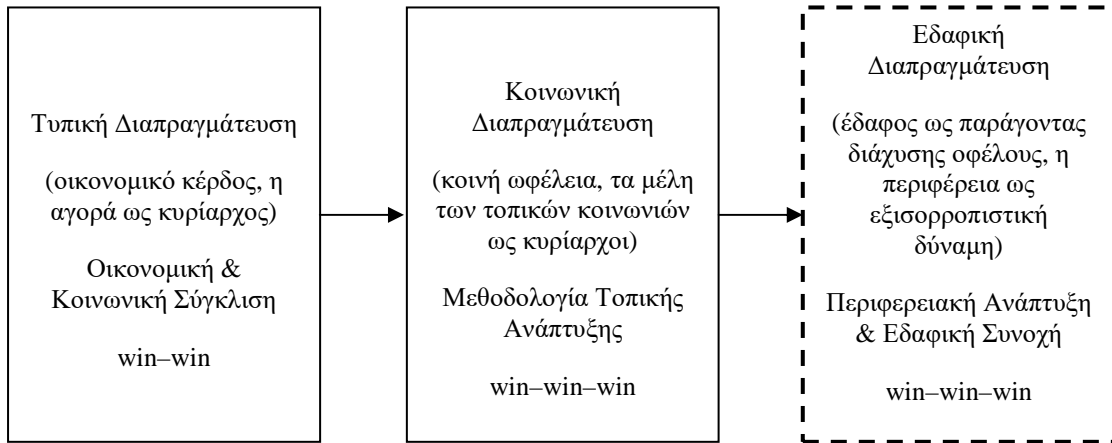 Τυπική Διαπραγμάτευση
(οικονομικό κέρδος, η
αγορά ως κυρίαρχος)
Οικονομική &
Κοινωνική Σύγκλιση
win–win
Κοινωνική
Διαπραγμάτευση
(κοινή ωφέλεια, τα μέλη
των τοπικών κοινωνιών
ως κυρίαρχοι)
Μεθοδολογία Τοπικής
Ανάπτυξης
win–win–win
Εδαφική
Διαπραγμάτευση
(έδαφος ως παράγοντας
διάχυσης οφέλους, η
περιφέρεια ως
εξισορροπιστική
δύναμη)
Περιφερειακή Ανάπτυξη
& Εδαφική Συνοχή
win–win–win